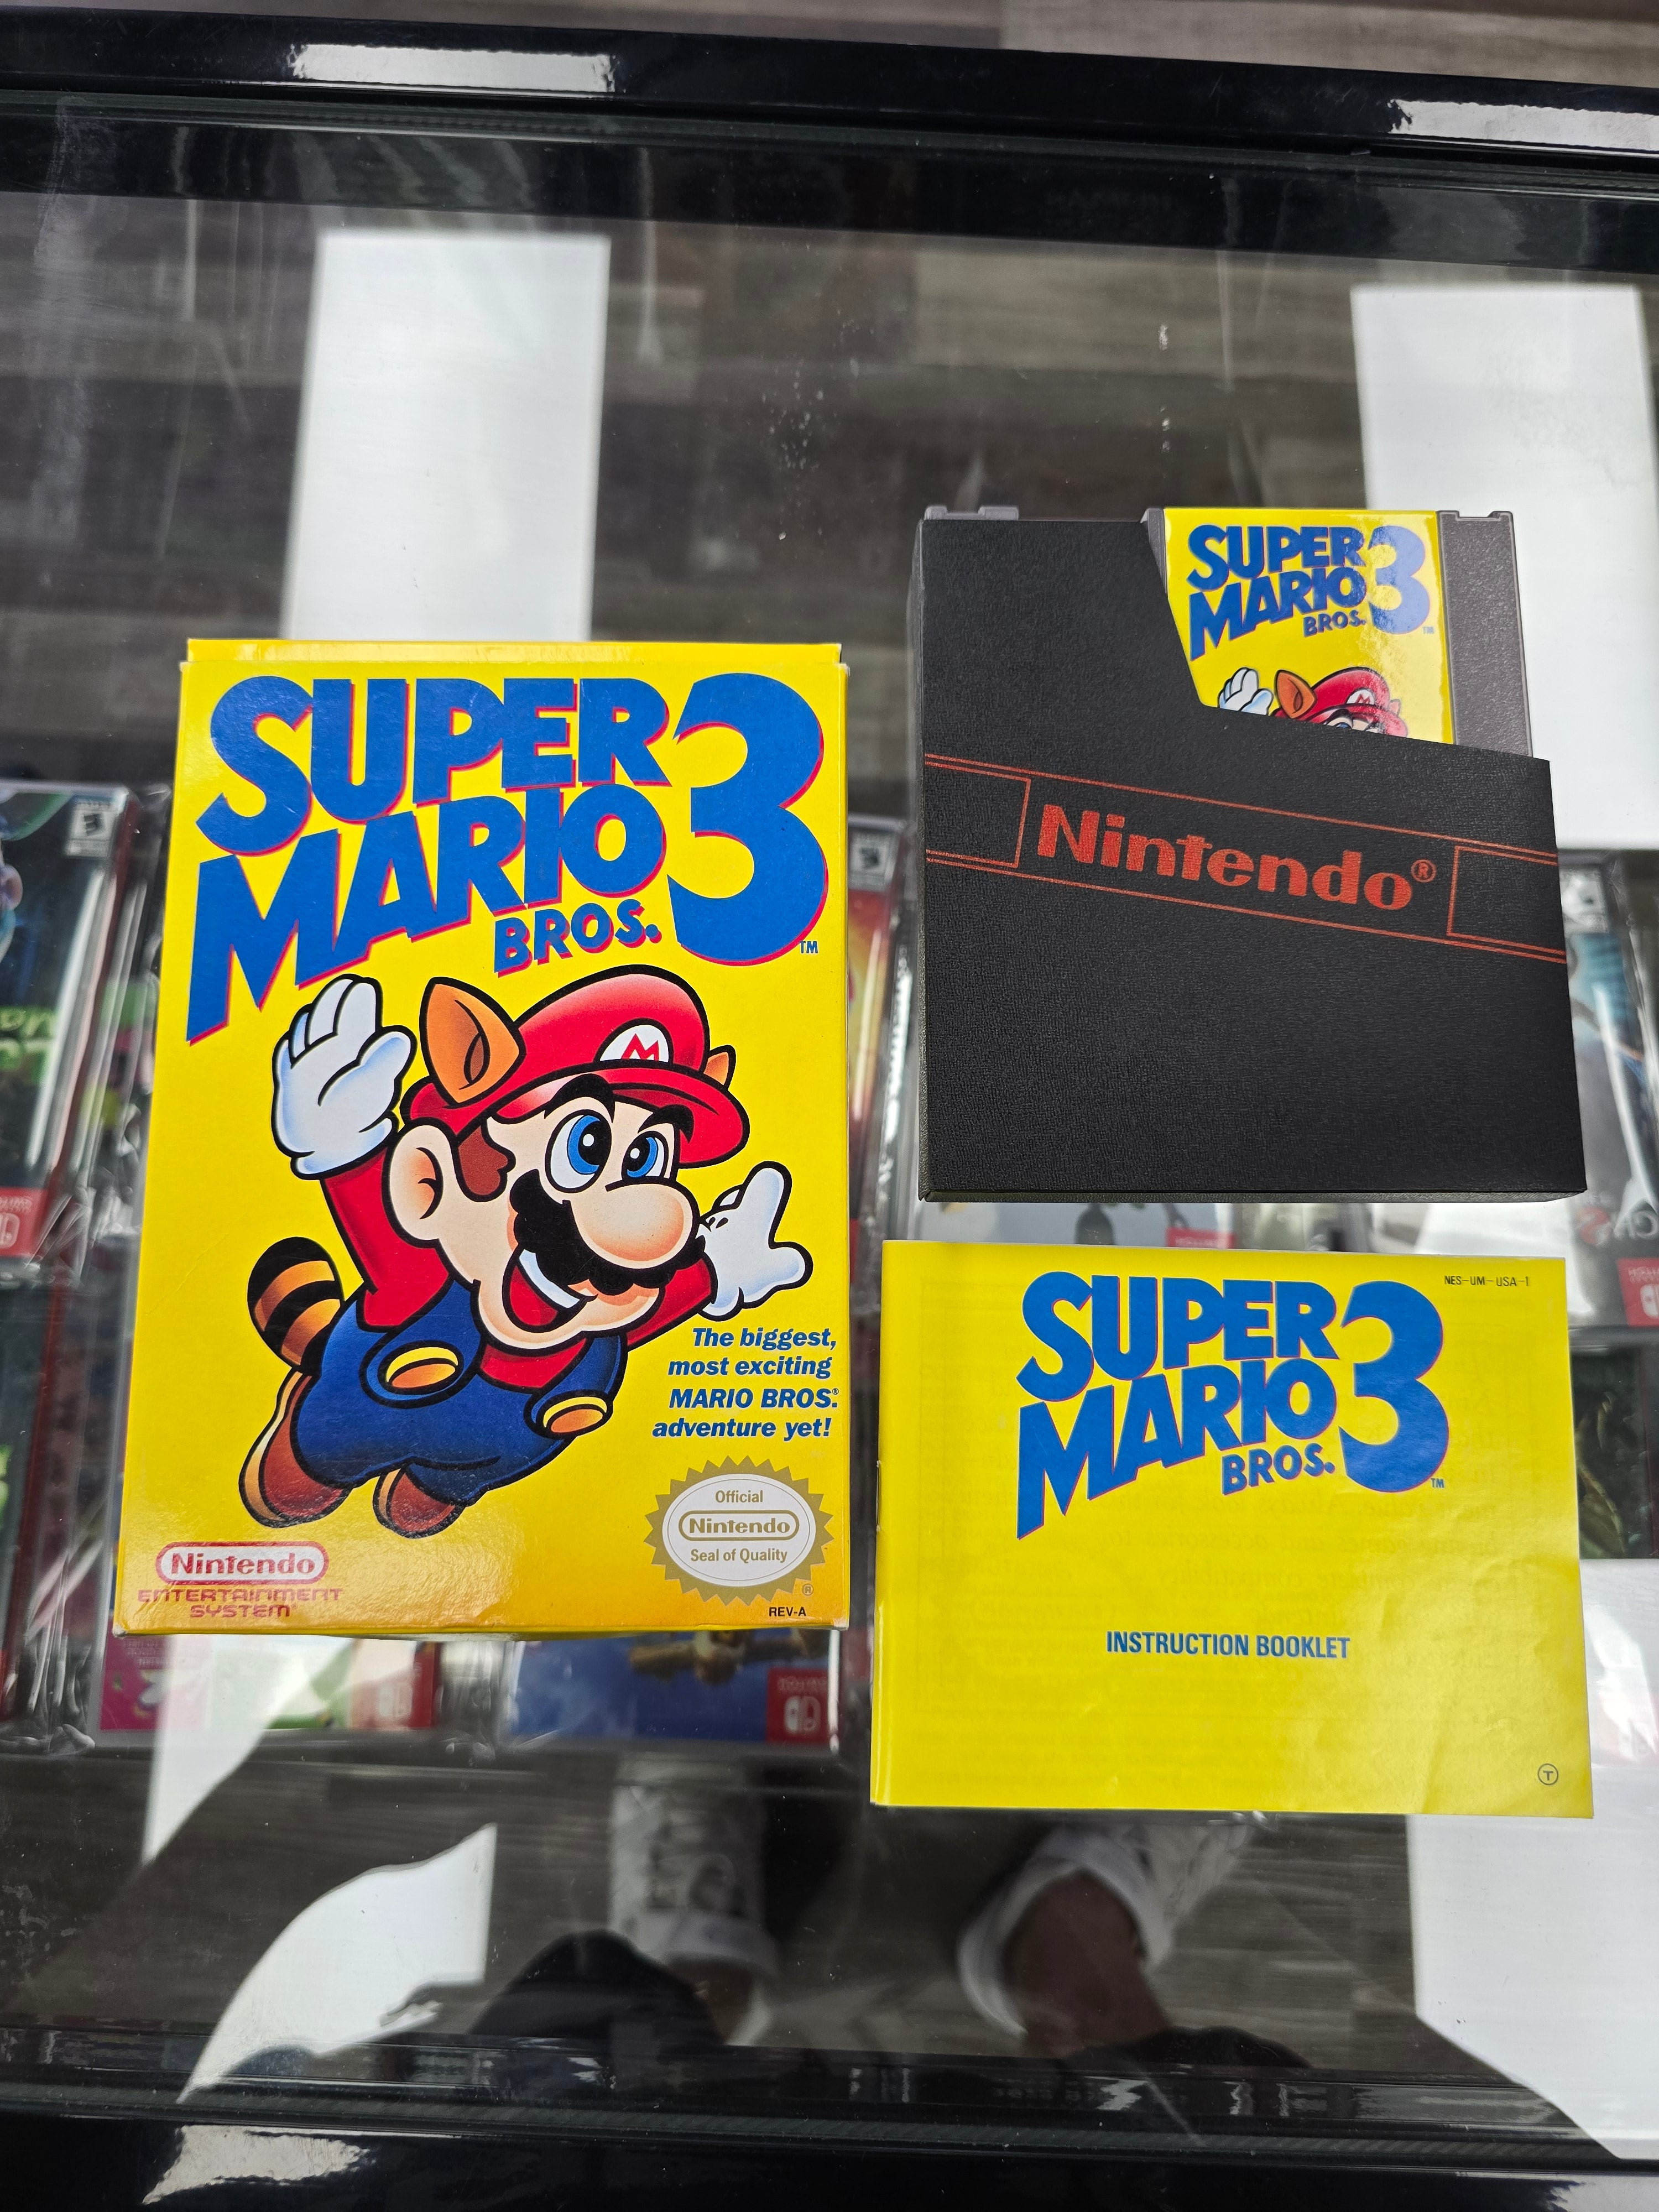 SUPER
MARIO 3
BROS.
TM
M
The biggest,
most exciting
MARIO BROS.®
adventure yet!
Official
Nintendo
Seal of Quality
®
Nintendo
ENTERTAINMENT
SYSTEM®
REV-A
SUPER
MARIO 3
BROS.
TM
M
Nintendo®
NES-UM-USA-1
SUPER
MARIO 3
BROS.
TM
INSTRUCTION BOOKLET
T